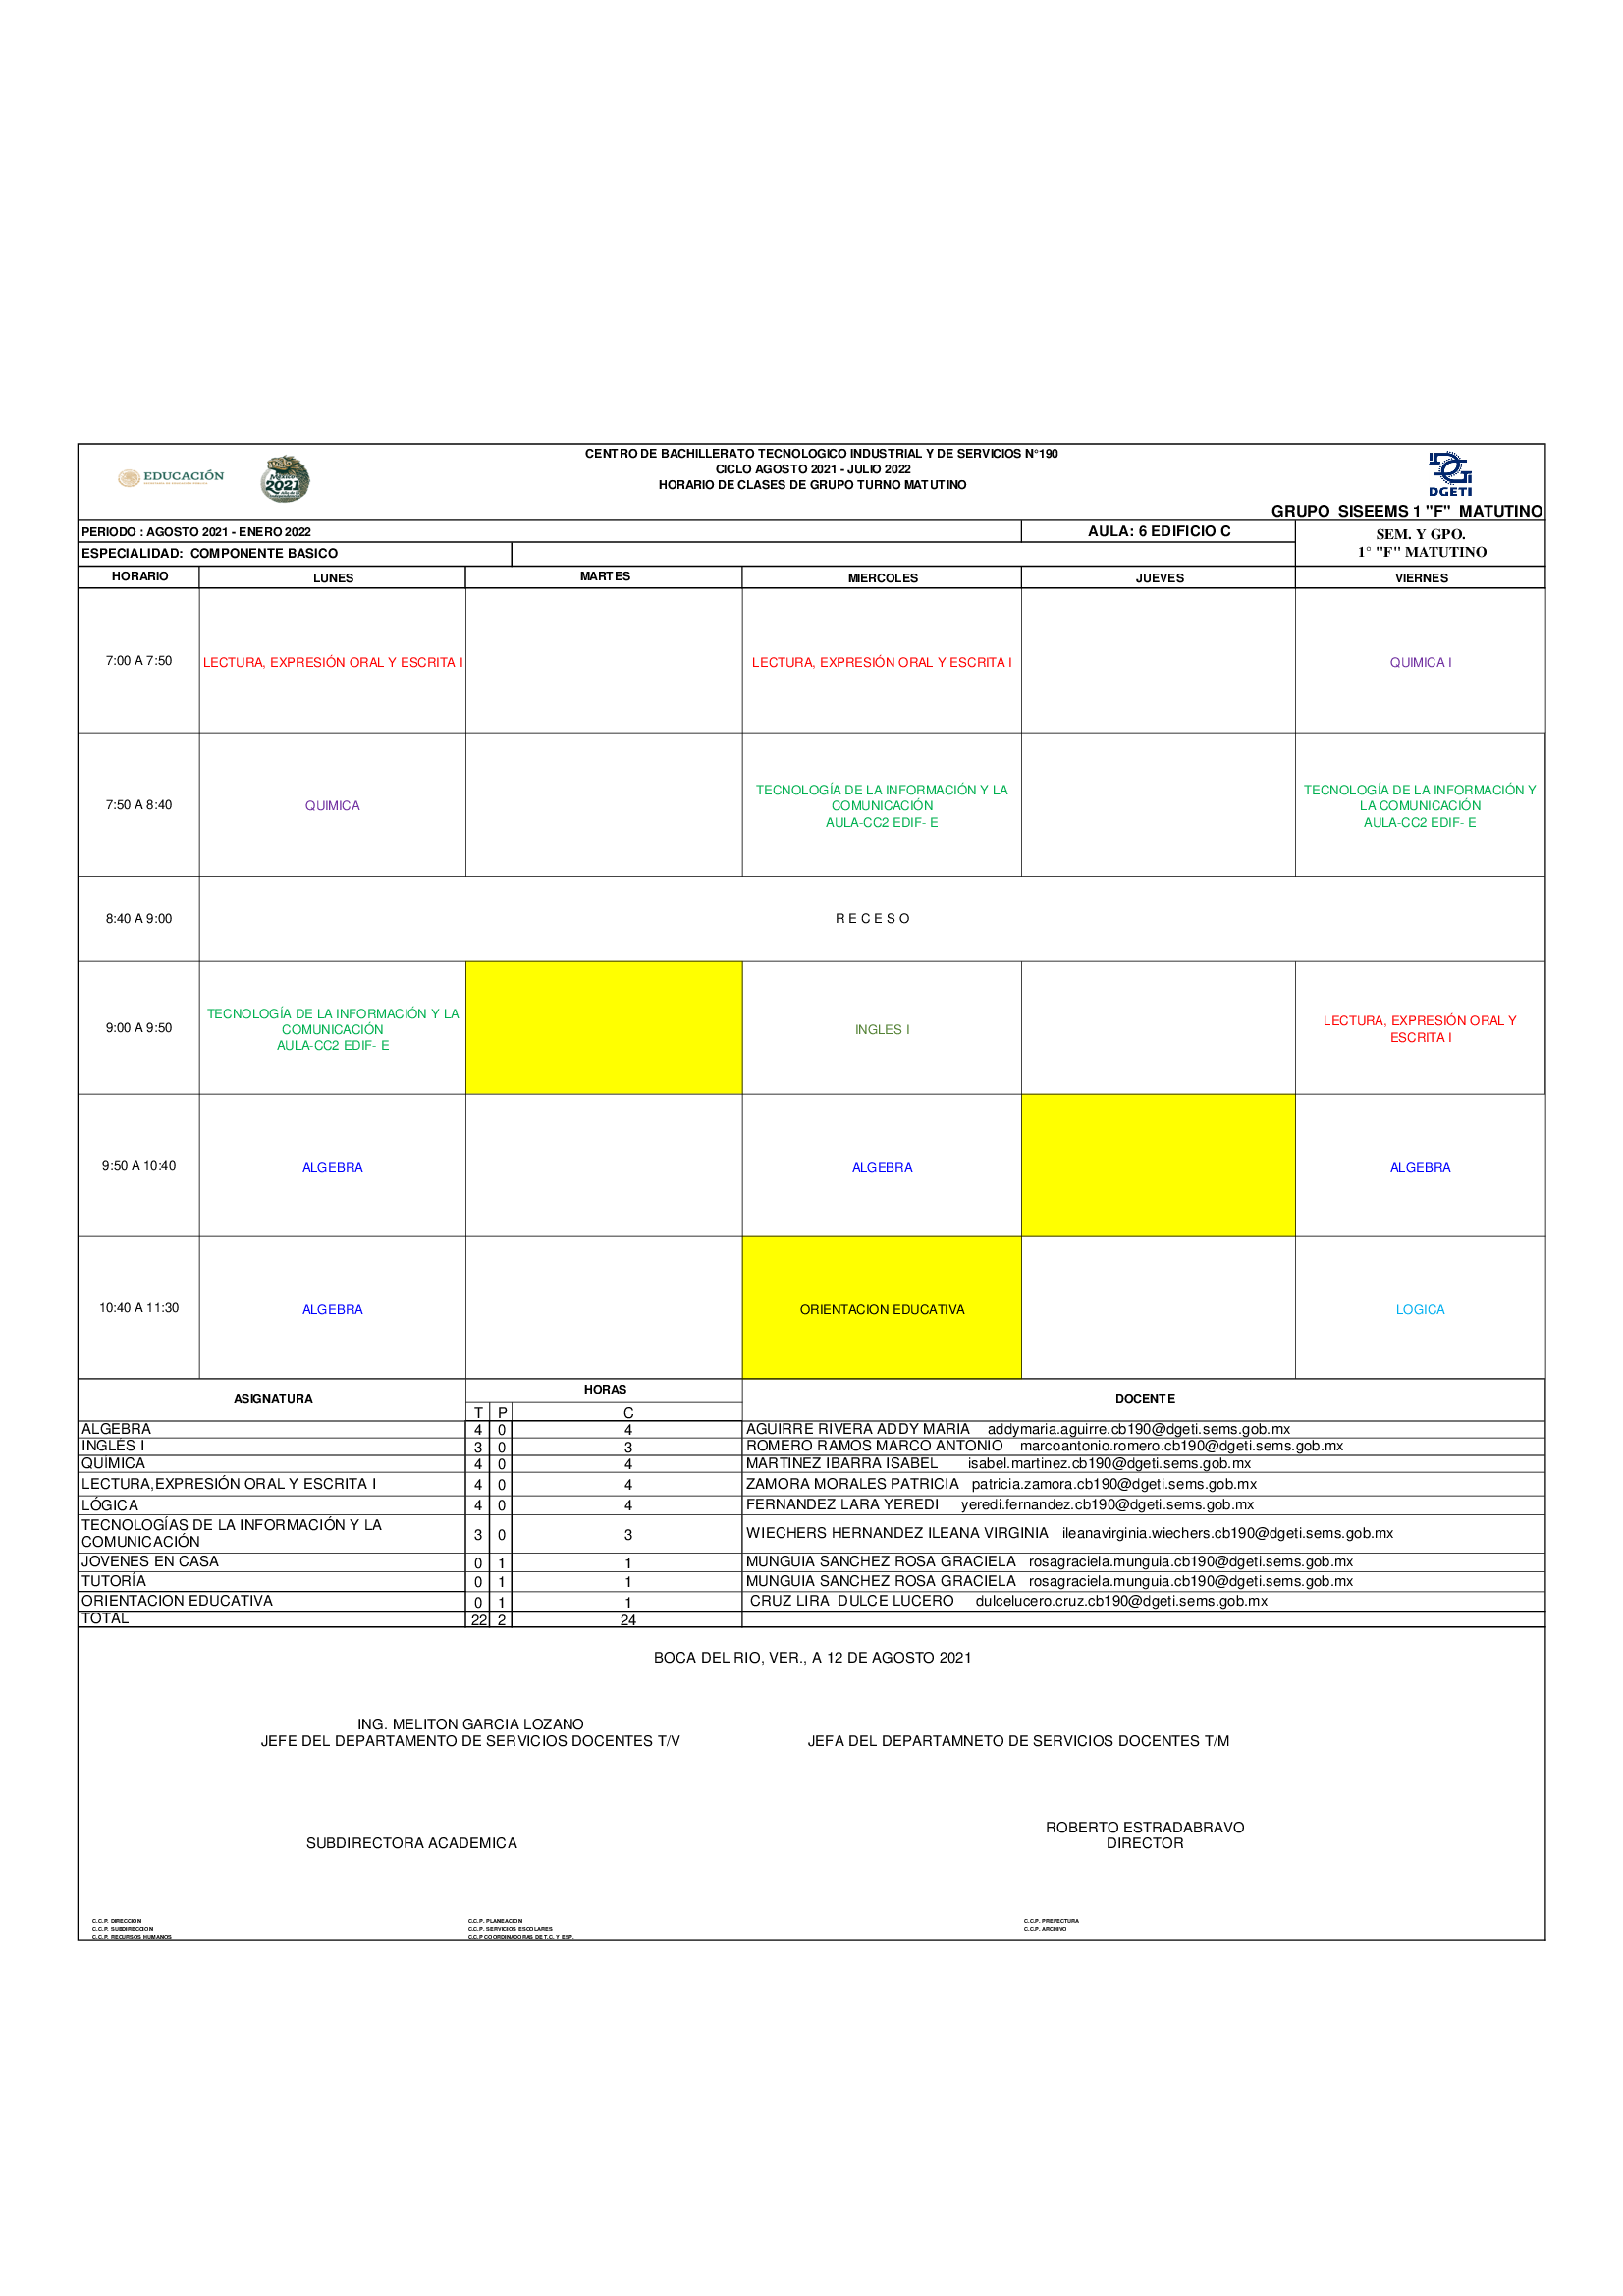 EDUCACIÓN
México
2021
CENTRO DE BACHILLERATO TECNOLOGICO INDUSTRIAL Y DE SERVICIOS N°190
CICLO AGOSTO 2021 - JULIO 2022
HORARIO DE CLASES DE GRUPO TURNO MATUTINO
DGETI
GRUPO SISEEMS 1 "F" MATUTINO
PERIODO : AGOSTO 2021 - ENERO 2022
AULA: 6 EDIFICIO C
SEM. Y GPO.
1° "F" MATUTINO
ESPECIALIDAD: COMPONENTE BASICO
HORARIO LUNES MARTES MIERCOLES JUEVES VIERNES
7:00 A 7:50 LECTURA, EXPRESIÓN ORAL Y ESCRITA I LECTURA, EXPRESIÓN ORAL Y ESCRITA I QUIMICA I
7:50 A 8:40
QUIMICA
TECNOLOGÍA DE LA INFORMACIÓN Y LA
COMUNICACIÓN
AULA-CC2 EDIF- E
TECNOLOGÍA DE LA INFORMACIÓN Y
LA COMUNICACIÓN
AULA-CC2 EDIF- E
8:40 A 9:00 R E C E S O
9:00 A 9:50
TECNOLOGÍA DE LA INFORMACIÓN Y LA
COMUNICACIÓN
AULA-CC2 EDIF- E
INGLES I
LECTURA, EXPRESIÓN ORAL Y
ESCRITA I
9:50 A 10:40 ALGEBRA ALGEBRA ALGEBRA
10:40 A 11:30 ALGEBRA ORIENTACION EDUCATIVA LOGICA
ASIGNATURA HORAS DOCENTE
T P C
ALGEBRA 4 0 4 AGUIRRE RIVERA ADDY MARIA addymaria.aguirre.cb190@dgeti.sems.gob.mx
INGLÉS I 3 0 3 ROMERO RAMOS MARCO ANTONIO marcoantonio.romero.cb190@dgeti.sems.gob.mx
QUÍMICA 4 0 4 MARTINEZ IBARRA ISABEL isabel.martinez.cb190@dgeti.sems.gob.mx
LECTURA,EXPRESIÓN ORAL Y ESCRITA I 4 0 4 ZAMORA MORALES PATRICIA patricia.zamora.cb190@dgeti.sems.gob.mx
LÓGICA 4 0 4 FERNANDEZ LARA YEREDI yeredi.fernandez.cb190@dgeti.sems.gob.mx
TECNOLOGÍAS DE LA INFORMACIÓN Y LA
COMUNICACIÓN 3 0 3 WIECHERS HERNANDEZ ILEANA VIRGINIA ileanavirginia.wiechers.cb190@dgeti.sems.gob.mx
JOVENES EN CASA 0 1 1 MUNGUIA SANCHEZ ROSA GRACIELA rosagraciela.munguia.cb190@dgeti.sems.gob.mx
TUTORÍA 0 1 1 MUNGUIA SANCHEZ ROSA GRACIELA rosagraciela.munguia.cb190@dgeti.sems.gob.mx
ORIENTACION EDUCATIVA 0 1 1 CRUZ LIRA DULCE LUCERO dulcelucero.cruz.cb190@dgeti.sems.gob.mx
TOTAL 22 2 24
BOCA DEL RIO, VER., A 12 DE AGOSTO 2021
ING. MELITON GARCIA LOZANO
JEFE DEL DEPARTAMENTO DE SERVICIOS DOCENTES T/V
JEFA DEL DEPARTAMNETO DE SERVICIOS DOCENTES T/M
SUBDIRECTORA ACADEMICA
ROBERTO ESTRADABRAVO
DIRECTOR
C.C.P. DIRECCION
C.C.P. SUBDIRECCION
C.C.P. RECURSOS HUMANOS
C.C.P. PLANEACION
C.C.P. SERVICIOS ESCOLARES
C.C.P COORDINADORAS DE T.C. Y ESP.
C.C.P. PREFECTURA
C.C.P. ARCHIVO